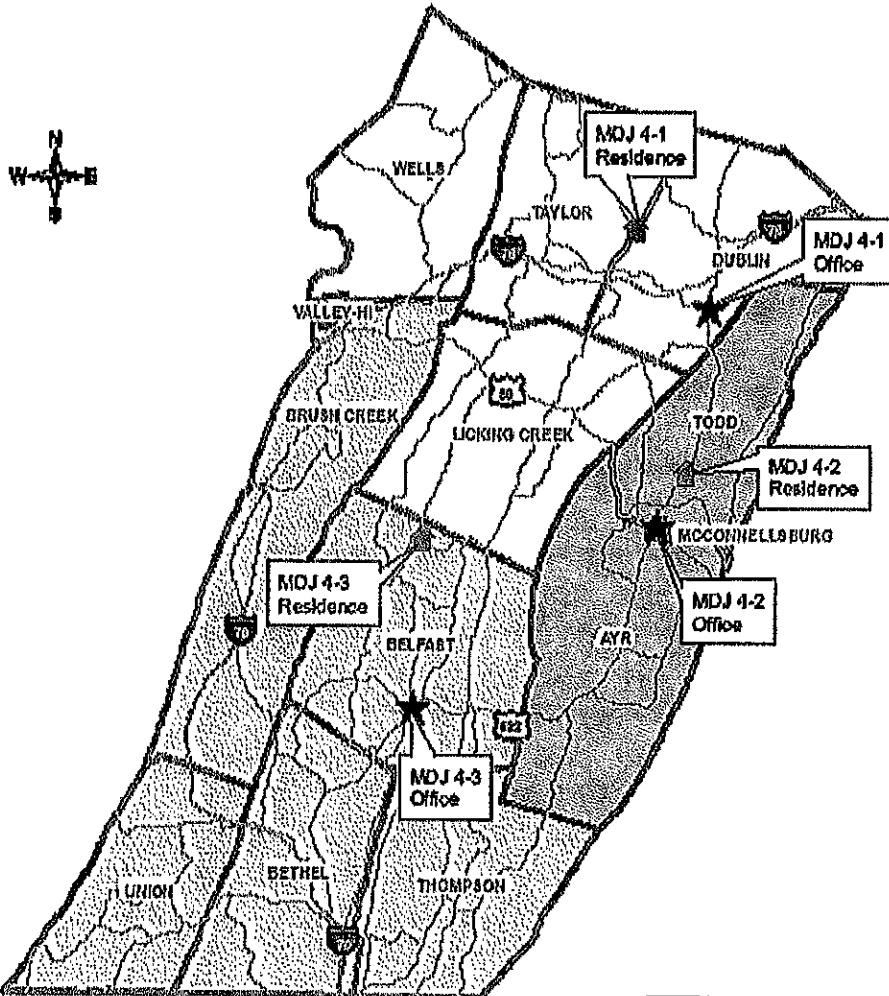 N
W E
S
MDJ 4-1
Residence
WELLS
TAYLOR
DUBLIN
MDJ 4-1
Office
VALLEY-HI
BRUSH CREEK
LICKING CREEK
TODD
MDJ 4-2
Residence
MCCONNELLSBURG
MDJ 4-3
Residence
MDJ 4-2
Office
70
BELFAST
AYR
522
MDJ 4-3
Office
BETHEL
UNION
THOMPSON